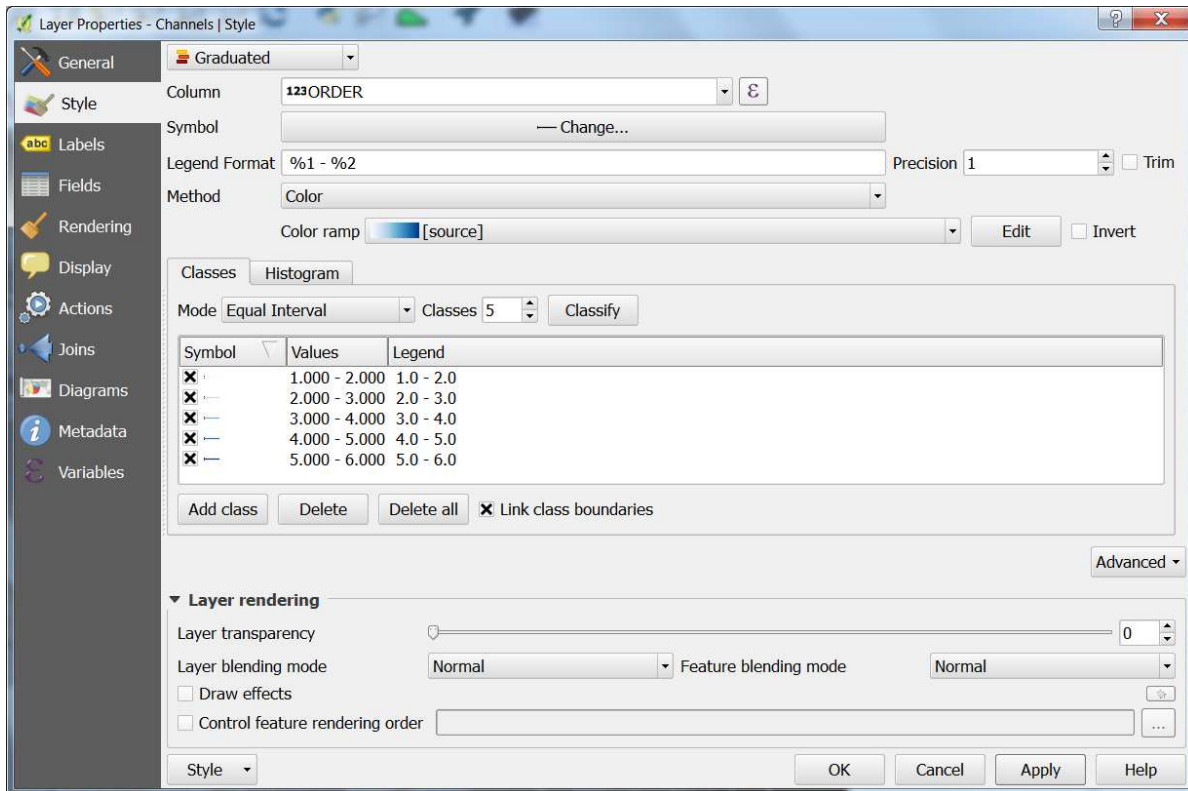 Layer Properties - Channels | Style
General
Style
Labels
Fields
Rendering
Display
Actions
Joins
Diagrams
Metadata
Variables
Graduated
Column 123 ORDER ε
Symbol Change...
Legend Format %1 - %2 Precision 1 Trim
Method Color
Color ramp [source] Edit Invert
Classes Histogram
Mode Equal Interval Classes 5 Classify
Symbol Values Legend
1.000 - 2.000 1.0 - 2.0
2.000 - 3.000 2.0 - 3.0
3.000 - 4.000 3.0 - 4.0
4.000 - 5.000 4.0 - 5.0
5.000 - 6.000 5.0 - 6.0
Add class Delete Delete all Link class boundaries
Advanced
Layer rendering
Layer transparency 0
Layer blending mode Normal Feature blending mode Normal
Draw effects
Control feature rendering order ...
Style OK Cancel Apply Help